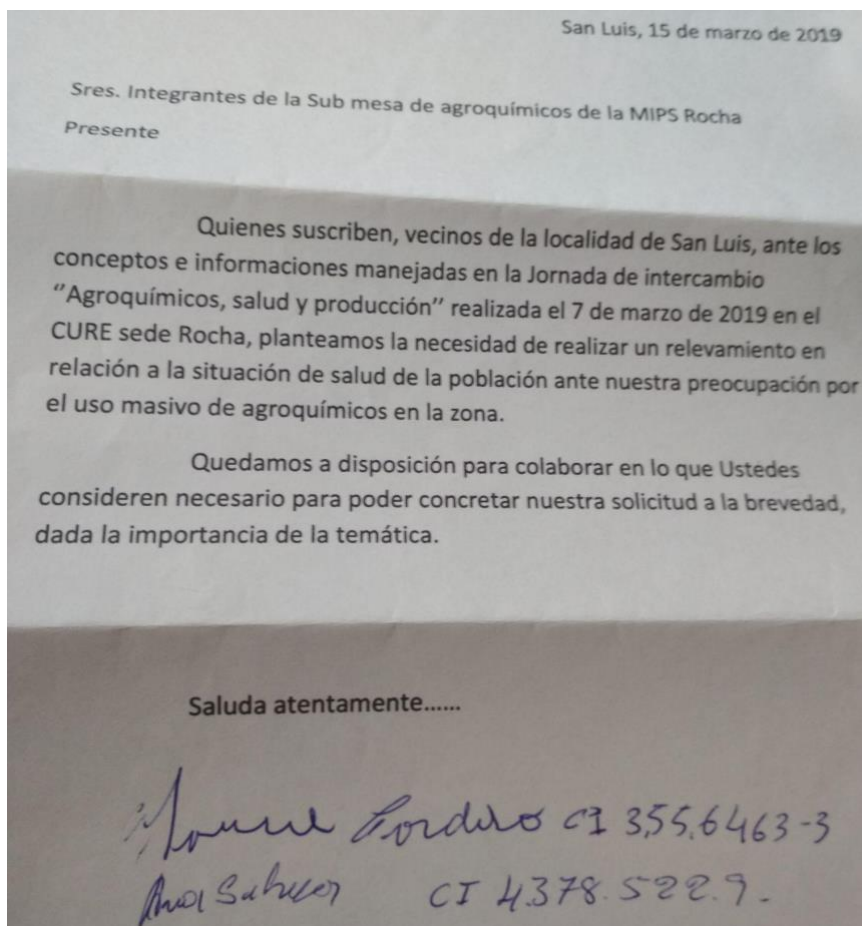 San Luis, 15 de marzo de 2019
Sres. Integrantes de la Sub mesa de agroquímicos de la MIPS Rocha
Presente
Quienes suscriben, vecinos de la localidad de San Luis, ante los
conceptos e informaciones manejadas en la Jornada de intercambio
‘’Agroquímicos, salud y producción’’ realizada el 7 de marzo de 2019 en el
CURE sede Rocha, planteamos la necesidad de realizar un relevamiento en
relación a la situación de salud de la población ante nuestra preocupación por
el uso masivo de agroquímicos en la zona.
Quedamos a disposición para colaborar en lo que Ustedes
consideren necesario para poder concretar nuestra solicitud a la brevedad,
dada la importancia de la temática.
Saluda atentamente......
CI 3,55.6463-3
CI 4.378.522.9.